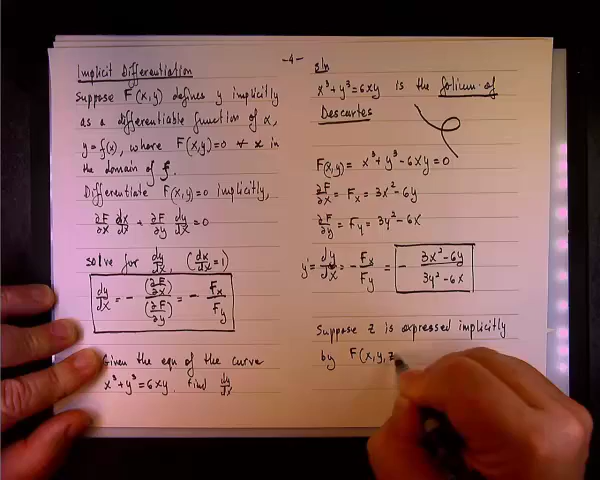 -4-
Implicit Differentiation
Suppose F(x,y) defines y implicitly
as a differentiable function of x,
y=f(x), where F(x,y)=0 ∀ x in
the domain of f.
Differentiate F(x,y)=0 implicitly,
∂F/∂x dx/dx + ∂F/∂y dy/dx = 0
solve for dy/dx, (dx/dx = 1)
dy/dx = - (∂F/∂x)/(∂F/∂y) = - Fx/Fy
Given the eqn of the curve
x³+y³=6xy find dy/dx
sln
x³+y³=6xy is the folium of
Descartes
F(x,y) = x³+y³-6xy=0
∂F/∂x = Fx = 3x²-6y
∂F/∂y = Fy = 3y²-6x
y' = dy/dx = - Fx/Fy = - (3x²-6y)/(3y²-6x)
Suppose z is expressed implicitly
by F(x,y,z